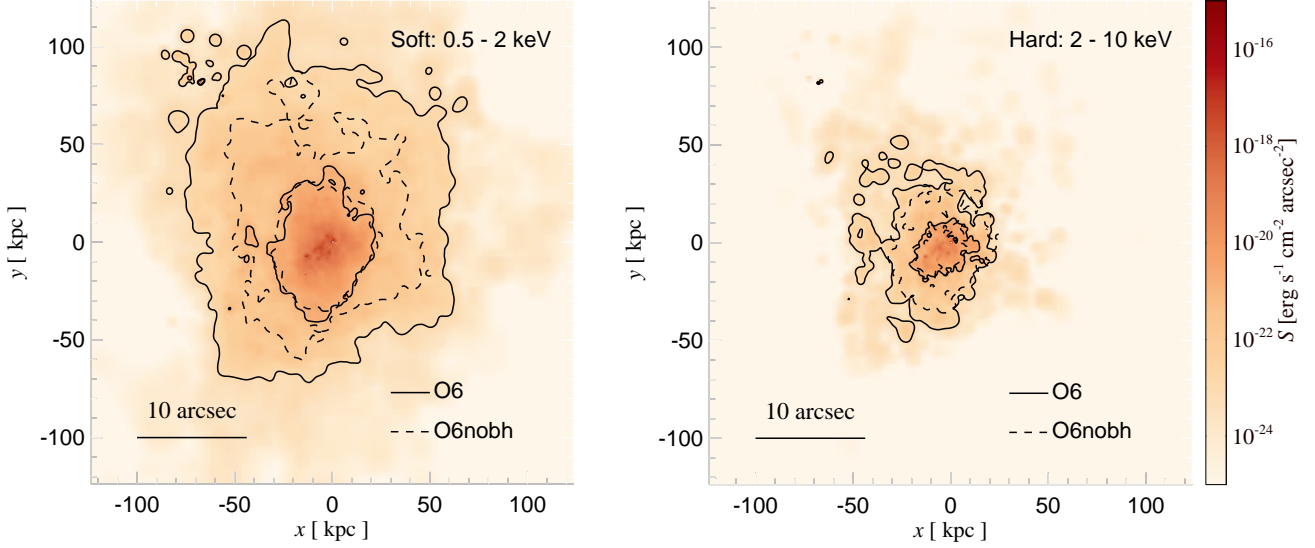 Soft: 0.5 - 2 keV
100
50
0
-50
-100
y [ kpc ]
O6
O6nobh
10 arcsec
-100
-50
0
50
100
x [ kpc ]
Hard: 2 - 10 keV
100
50
0
-50
-100
y [ kpc ]
O6
O6nobh
10 arcsec
-100
-50
0
50
100
x [ kpc ]
10⁻¹⁶
10⁻¹⁸
10⁻²⁰
10⁻²²
10⁻²⁴
S [erg s⁻¹ cm⁻² arcsec⁻²]